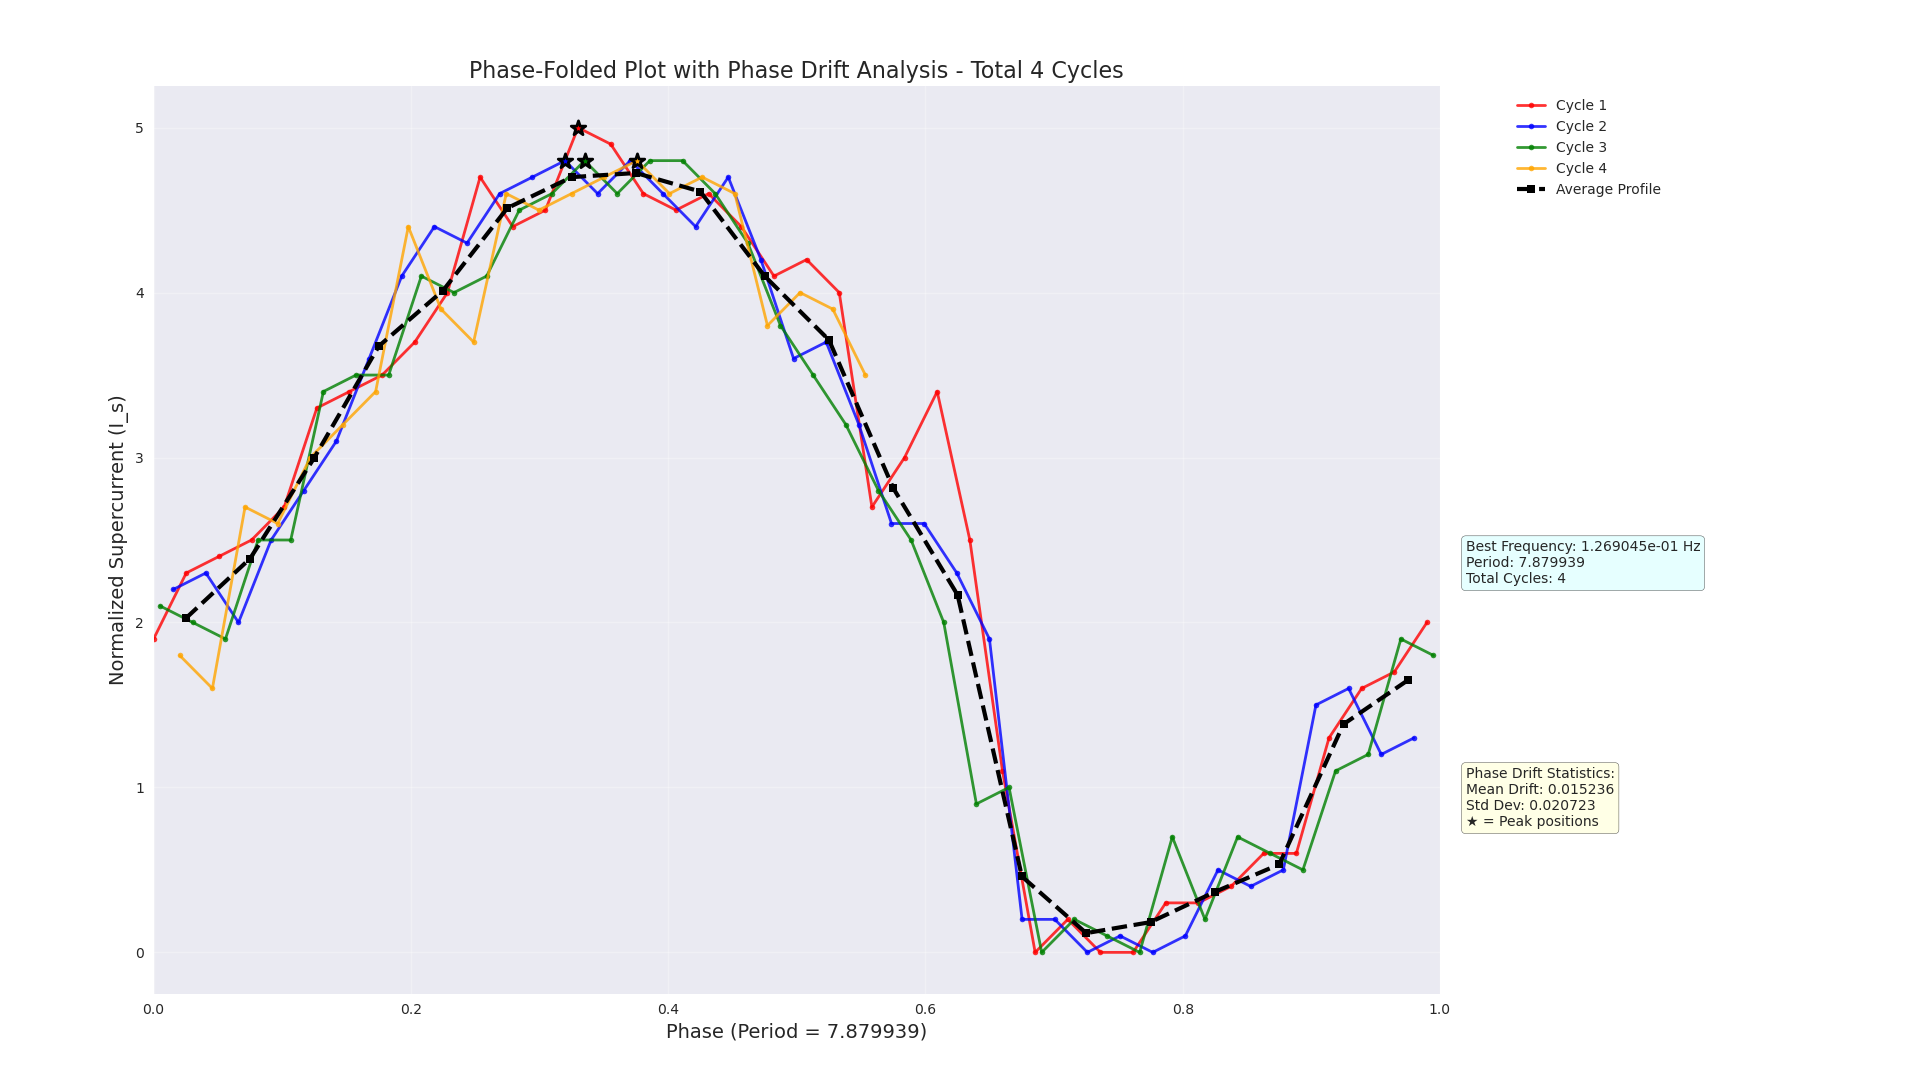 Phase-Folded Plot with Phase Drift Analysis - Total 4 Cycles
Normalized Supercurrent (I_s)
5
4
3
2
1
0
0.0
0.2
0.4
0.6
0.8
1.0
Phase (Period = 7.879939)
Cycle 1
Cycle 2
Cycle 3
Cycle 4
Average Profile
Best Frequency: 1.269045e-01 Hz
Period: 7.879939
Total Cycles: 4
Phase Drift Statistics:
Mean Drift: 0.015236
Std Dev: 0.020723
★ = Peak positions